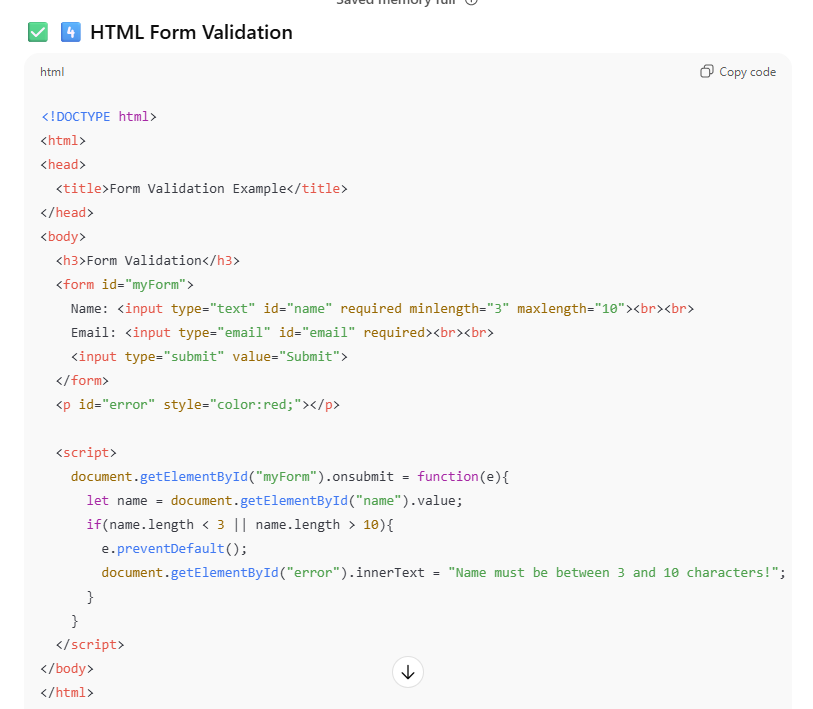 Saved memory full
✅ 4️⃣ HTML Form Validation
html
Copy code
<!DOCTYPE html>
<html>
<head>
  <title>Form Validation Example</title>
</head>
<body>
  <h3>Form Validation</h3>
  <form id="myForm">
    Name: <input type="text" id="name" required minlength="3" maxlength="10"><br><br>
    Email: <input type="email" id="email" required><br><br>
    <input type="submit" value="Submit">
  </form>
  <p id="error" style="color:red;"></p>

  <script>
    document.getElementById("myForm").onsubmit = function(e){
      let name = document.getElementById("name").value;
      if(name.length < 3 || name.length > 10){
        e.preventDefault();
        document.getElementById("error").innerText = "Name must be between 3 and 10 characters!";
      }
    }
  </script>
</body>
</html>